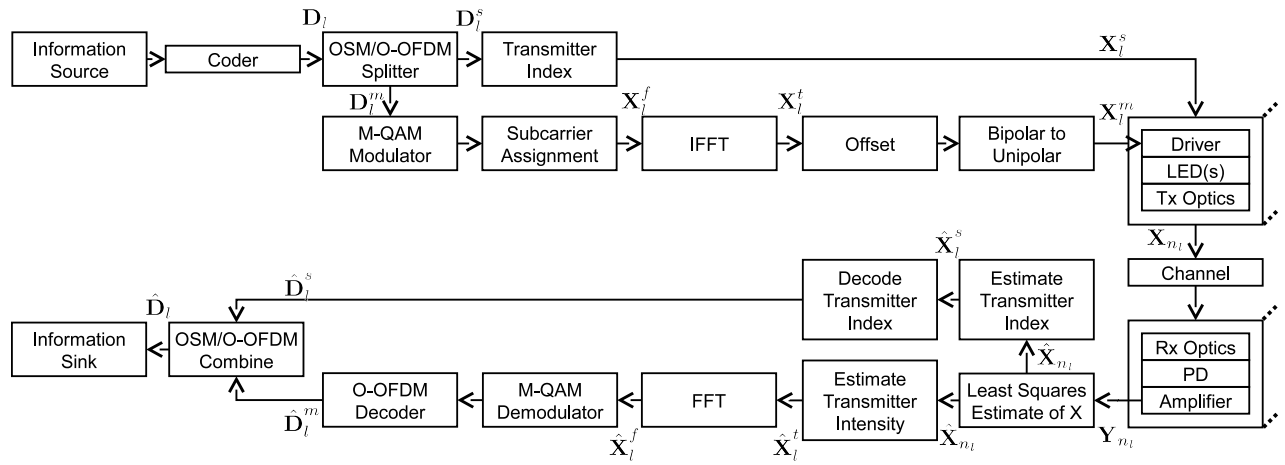 D_l
D_l^s
Information
Source
Coder
OSM/O-OFDM
Splitter
Transmitter
Index
X_l^s
D_l^m
X_l^f
X_l^t
X_l^m
M-QAM
Modulator
Subcarrier
Assignment
IFFT
Offset
Bipolar to
Unipolar
Driver
LED(s)
Tx Optics
X_{n_l}
X̂_l^s
Channel
D̂_l^s
Decode
Transmitter
Index
Estimate
Transmitter
Index
D̂_l
Information
Sink
OSM/O-OFDM
Combine
X̂_{n_l}
Rx Optics
PD
Amplifier
D̂_l^m
O-OFDM
Decoder
M-QAM
Demodulator
FFT
Estimate
Transmitter
Intensity
Least Squares
Estimate of X
X̂_l^f
X̂_l^t
X̂_{n_l}
Y_{n_l}